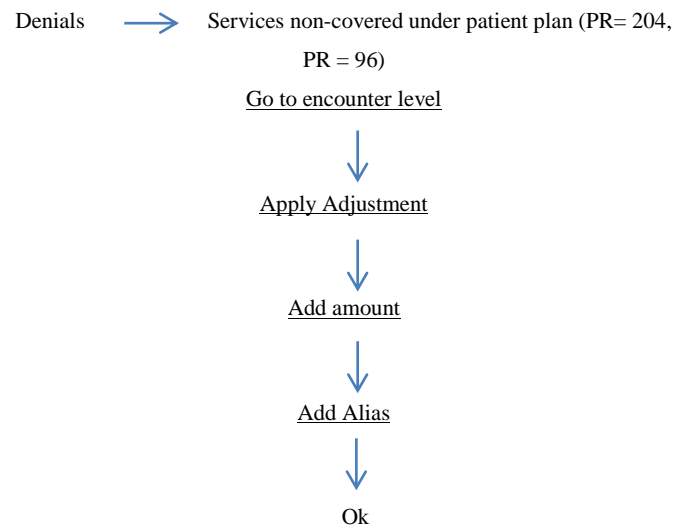 Denials Services non-covered under patient plan (PR= 204,
PR = 96)
Go to encounter level
Apply Adjustment
Add amount
Add Alias
Ok